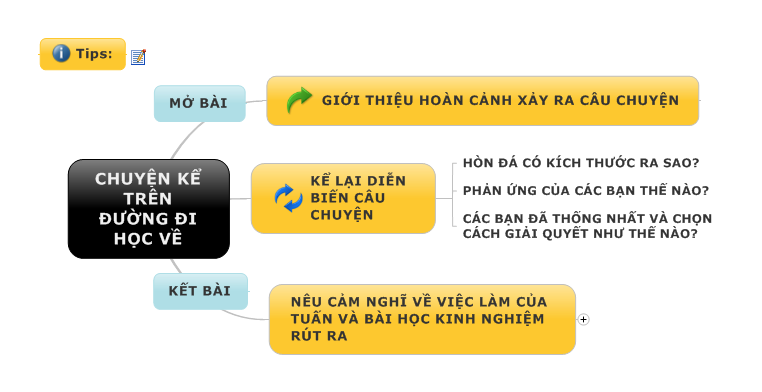 Tips:
MỞ BÀI
GIỚI THIỆU HOÀN CẢNH XẢY RA CÂU CHUYỆN
CHUYỆN KỂ
TRÊN
ĐƯỜNG ĐI
HỌC VỀ
KỂ LẠI DIỄN
BIẾN CÂU
CHUYỆN
HÒN ĐÁ CÓ KÍCH THƯỚC RA SAO?
PHẢN ỨNG CỦA CÁC BẠN THẾ NÀO?
CÁC BẠN ĐÃ THỐNG NHẤT VÀ CHỌN
CÁCH GIẢI QUYẾT NHƯ THẾ NÀO?
KẾT BÀI
NÊU CẢM NGHĨ VỀ VIỆC LÀM CỦA
TUẤN VÀ BÀI HỌC KINH NGHIỆM
RÚT RA